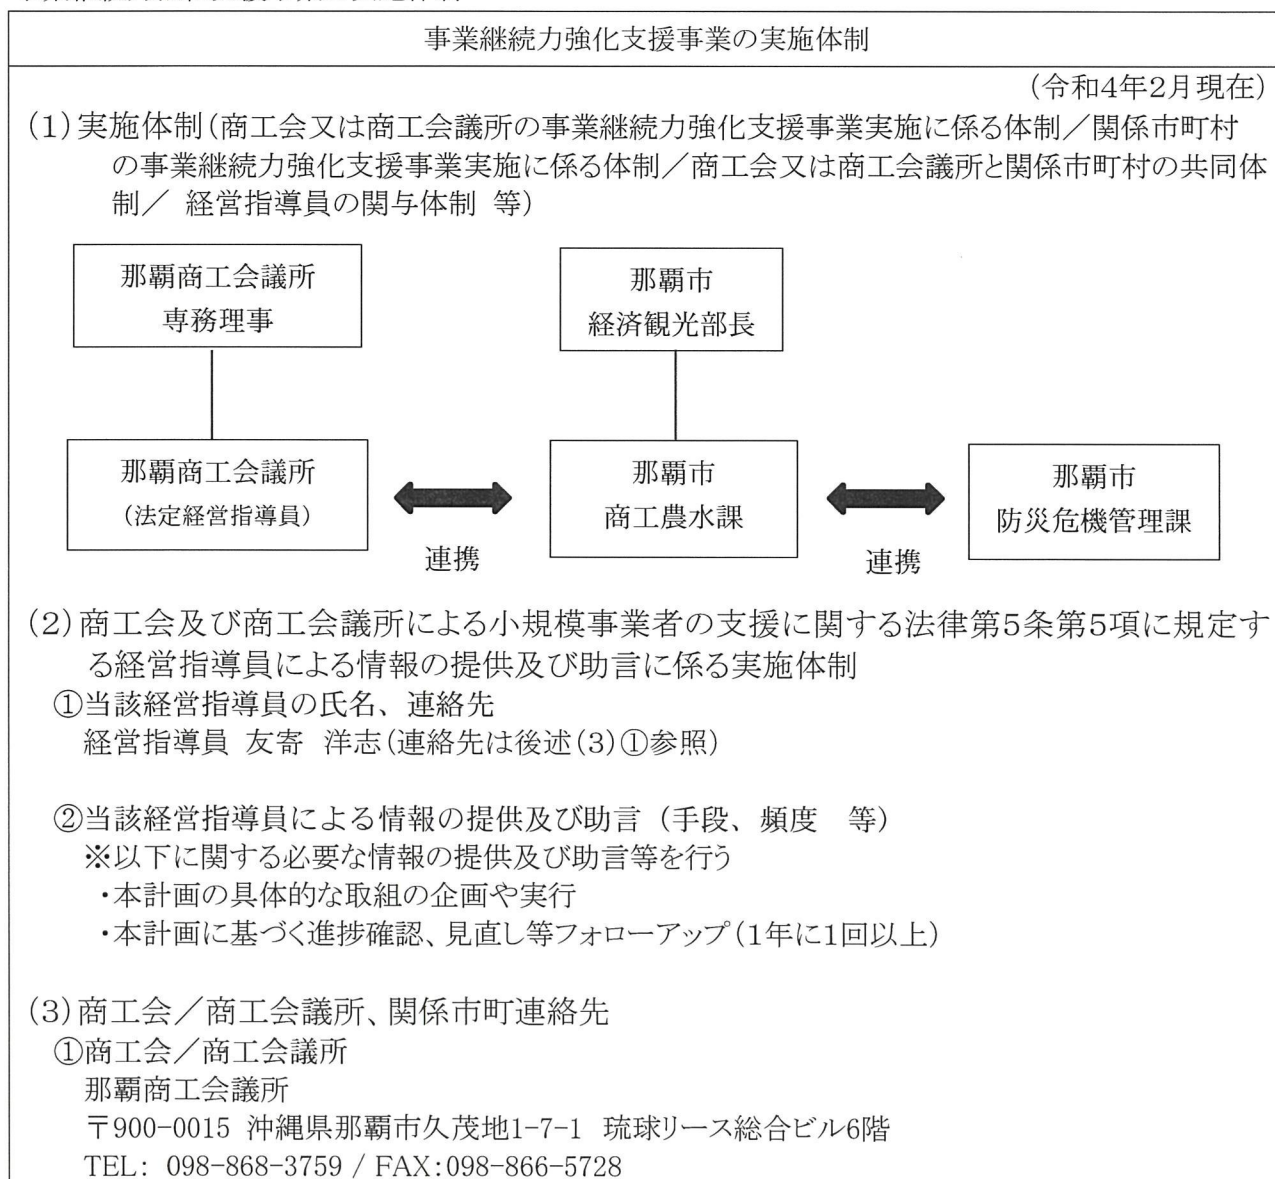 事業継続力強化支援事業の実施体制
(令和4年2月現在)
(1)実施体制(商工会又は商工会議所の事業継続力強化支援事業実施に係る体制／関係市町村
の事業継続力強化支援事業実施に係る体制／商工会又は商工会議所と関係市町村の共同体
制／ 経営指導員の関与体制 等)
那覇商工会議所
専務理事
那覇市
経済観光部長
那覇商工会議所
(法定経営指導員)
連携
那覇市
商工農水課
連携
那覇市
防災危機管理課
(2)商工会及び商工会議所による小規模事業者の支援に関する法律第5条第5項に規定す
る経営指導員による情報の提供及び助言に係る実施体制
①当該経営指導員の氏名、連絡先
経営指導員 友寄 洋志(連絡先は後述(3)①参照)
②当該経営指導員による情報の提供及び助言 (手段、頻度 等)
※以下に関する必要な情報の提供及び助言等を行う
・本計画の具体的な取組の企画や実行
・本計画に基づく進捗確認、見直し等フォローアップ(1年に1回以上)
(3)商工会／商工会議所、関係市町連絡先
①商工会／商工会議所
那覇商工会議所
〒900-0015 沖縄県那覇市久茂地1-7-1 琉球リース総合ビル6階
TEL: 098-868-3759 / FAX:098-866-5728